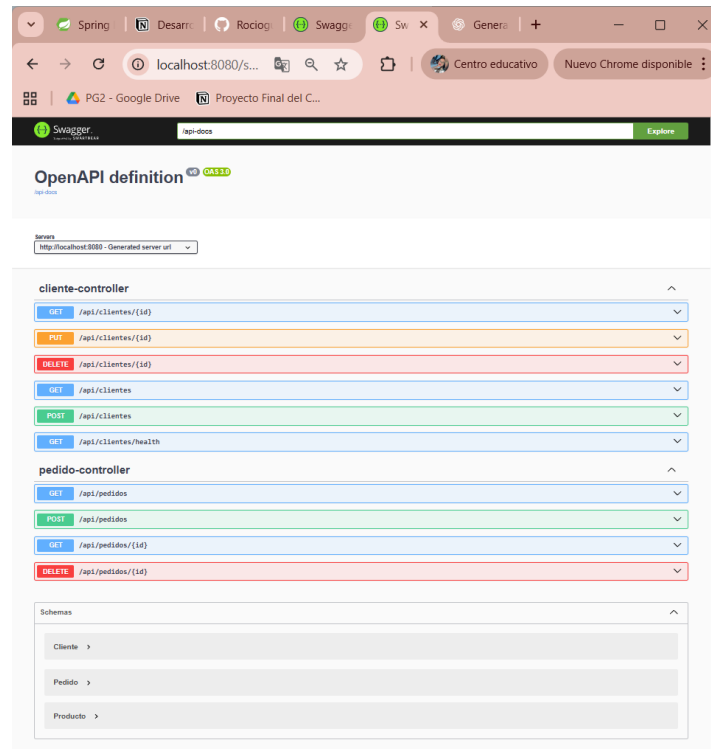 Spring
Desarro
Rociog
Swagge
Sw
Genera
localhost:8080/s...
Centro educativo
Nuevo Chrome disponible
PG2 - Google Drive
Proyecto Final del C...
Swagger.
/api-docs
Explore
OpenAPI definition v0 OAS 3.0
/api-docs
Servers
http://localhost:8080 - Generated server url
cliente-controller
GET /api/clientes/{id}
PUT /api/clientes/{id}
DELETE /api/clientes/{id}
GET /api/clientes
POST /api/clientes
GET /api/clientes/health
pedido-controller
GET /api/pedidos
POST /api/pedidos
GET /api/pedidos/{id}
DELETE /api/pedidos/{id}
Schemas
Cliente
Pedido
Producto